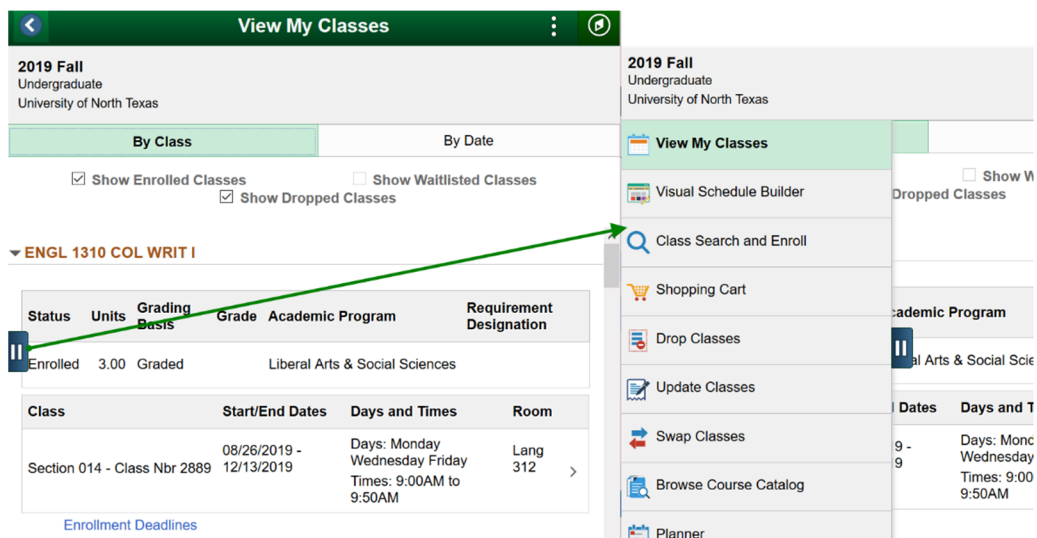 View My Classes
2019 Fall
Undergraduate
University of North Texas
By Class
By Date
Show Enrolled Classes
Show Waitlisted Classes
Show Dropped Classes
ENGL 1310 COL WRIT I
Status Units Grading Basis Grade Academic Program Requirement Designation
Enrolled 3.00 Graded Liberal Arts & Social Sciences
Class Start/End Dates Days and Times Room
Section 014 - Class Nbr 2889
08/26/2019 -
12/13/2019
Days: Monday
Wednesday Friday
Times: 9:00AM to
9:50AM
Lang
312
Enrollment Deadlines
2019 Fall
Undergraduate
University of North Texas
View My Classes
Visual Schedule Builder
Class Search and Enroll
Shopping Cart
Drop Classes
Update Classes
Swap Classes
Browse Course Catalog
Planner
Show W
Dropped Classes
cademic Program
al Arts & Social Scie
Dates Days and T
9 -
9
Days: Mond
Wednesday
Times: 9:00
9:50AM